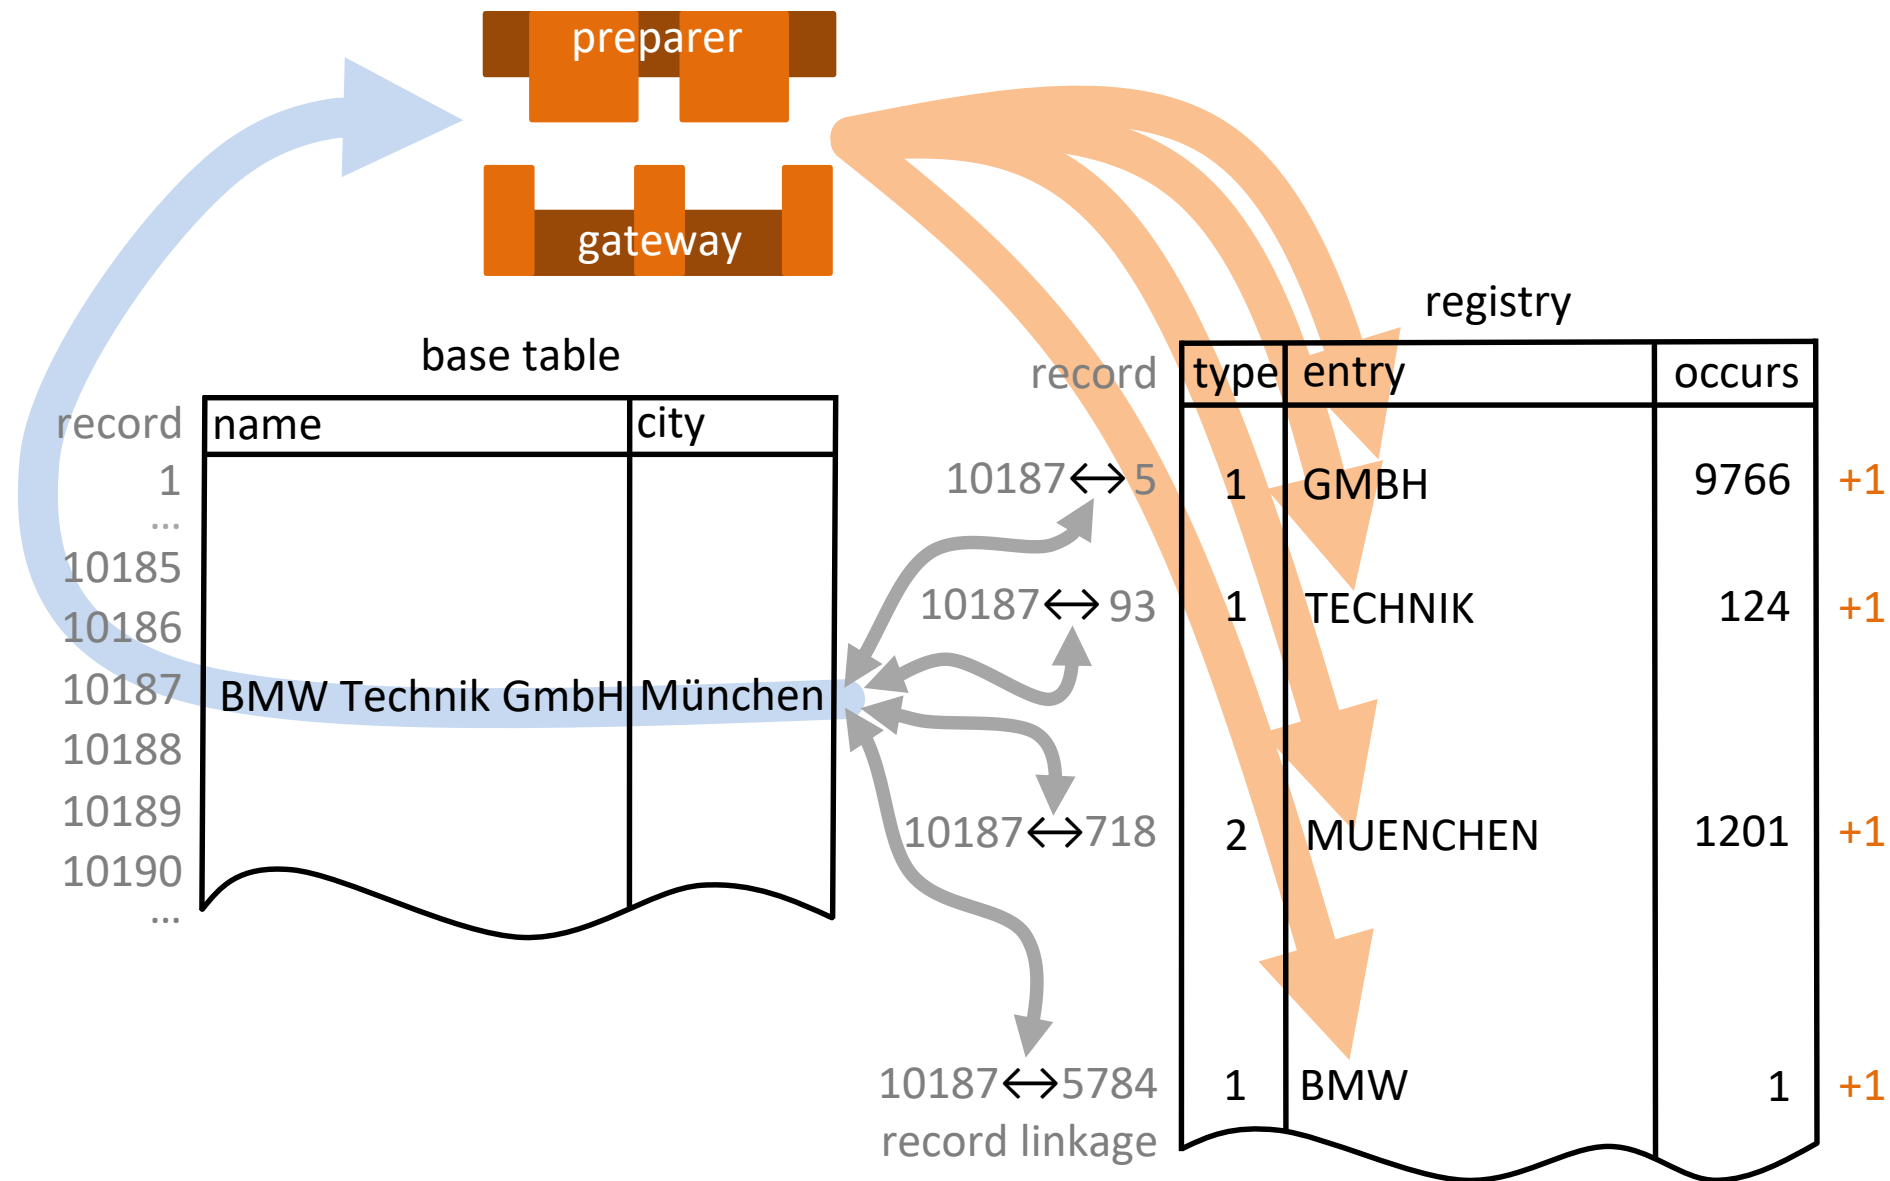 preparer
gateway
base table
record name city
1
...
10185
10186
10187 BMW Technik GmbH München
10188
10189
10190
...
registry
record type entry occurs
10187↔5 1 GMBH 9766 +1
10187↔93 1 TECHNIK 124 +1
10187↔718 2 MUENCHEN 1201 +1
10187↔5784 1 BMW 1 +1
record linkage